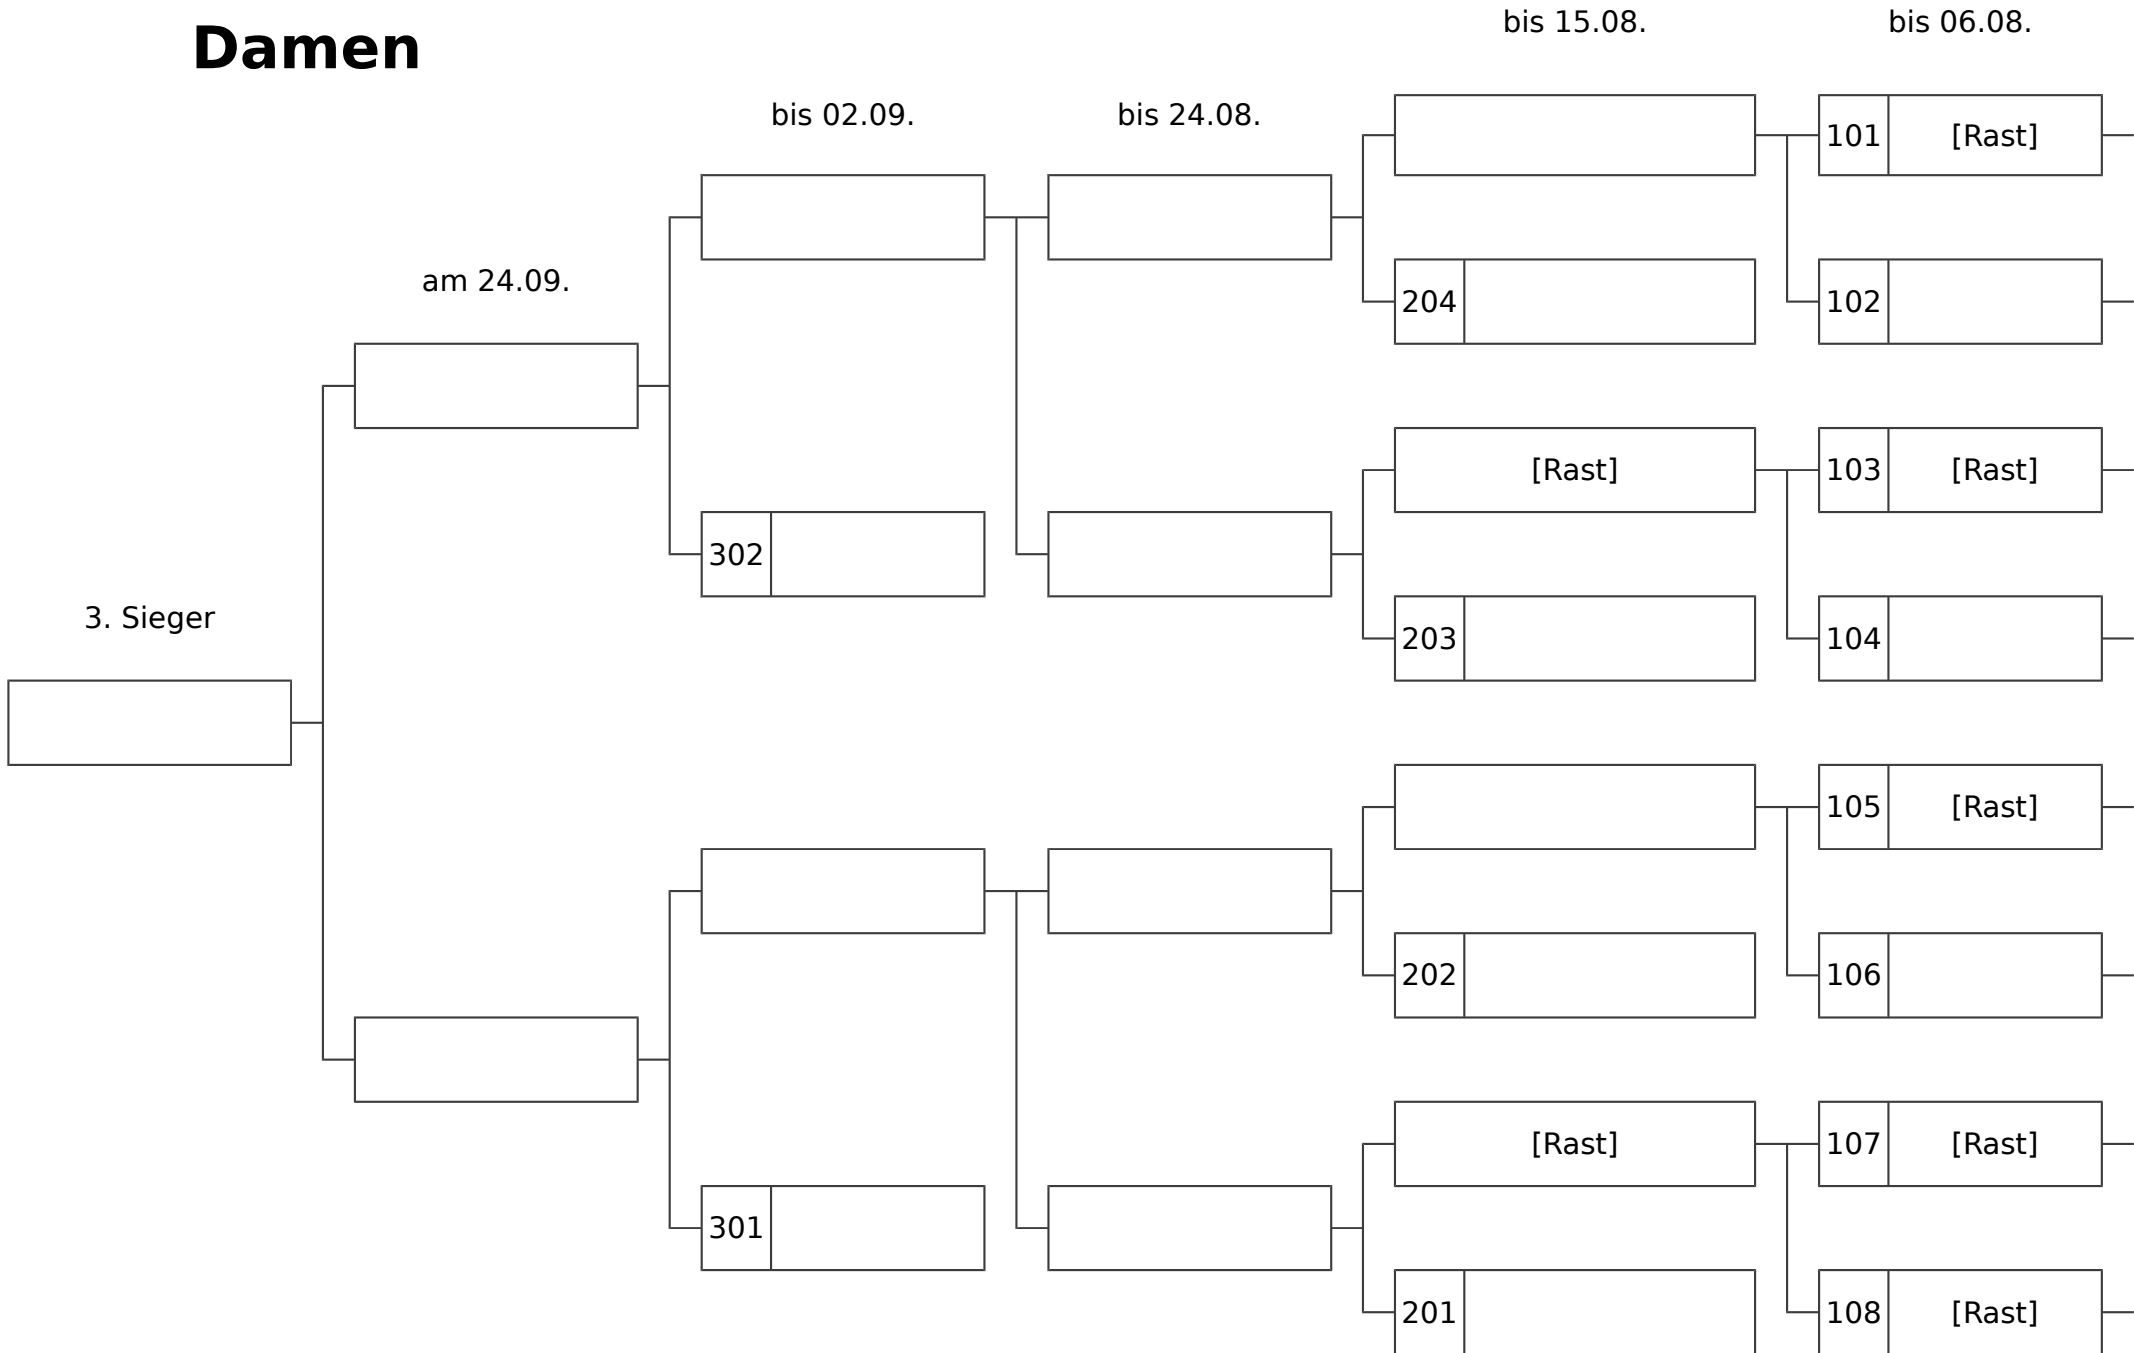 Damen
bis 15.08.
bis 06.08.
bis 02.09.
bis 24.08.
101 [Rast]
am 24.09.
204
102
[Rast]
103 [Rast]
302
3. Sieger
203
104
105 [Rast]
202
106
[Rast]
107 [Rast]
301
201
108 [Rast]